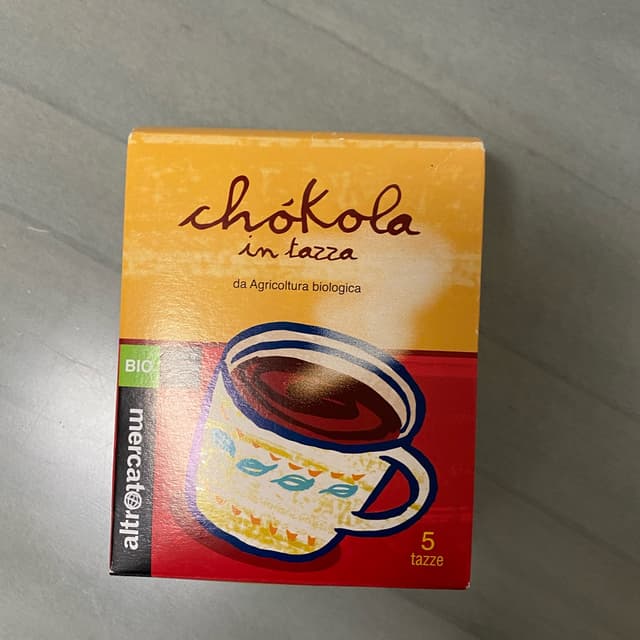 chóKola
in tazza
da Agricoltura biologica
BIO
altromercato
5
tazze